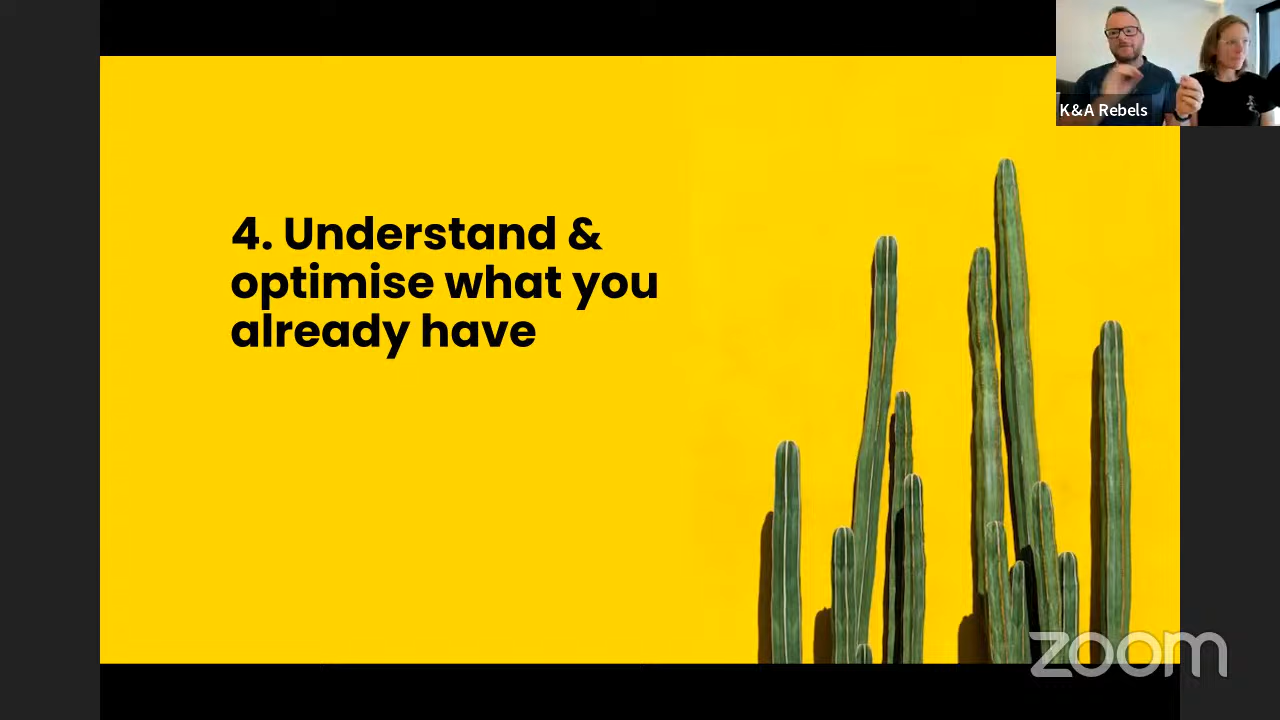 K&A Rebels
4. Understand &
optimise what you
already have
zoom